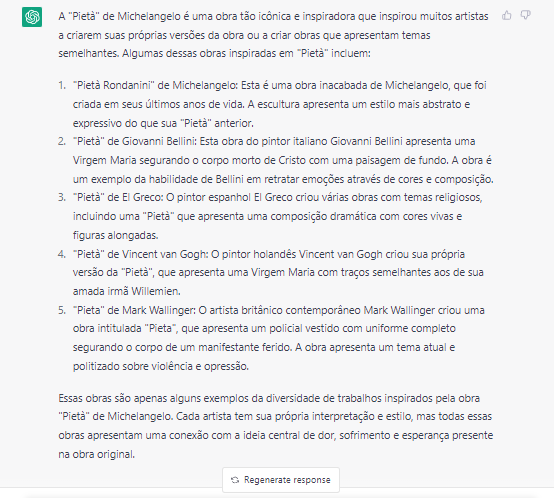 A "Pietà" de Michelangelo é uma obra tão icônica e inspiradora que inspirou muitos artistas
a criarem suas próprias versões da obra ou a criar obras que apresentam temas
semelhantes. Algumas dessas obras inspiradas em "Pietà" incluem:
1. "Pietà Rondanini" de Michelangelo: Esta é uma obra inacabada de Michelangelo, que foi
criada em seus últimos anos de vida. A escultura apresenta um estilo mais abstrato e
expressivo do que sua "Pietà" anterior.
2. "Pietà" de Giovanni Bellini: Esta obra do pintor italiano Giovanni Bellini apresenta uma
Virgem Maria segurando o corpo morto de Cristo com uma paisagem de fundo. A obra é
um exemplo da habilidade de Bellini em retratar emoções através de cores e composição.
3. "Pietà" de El Greco: O pintor espanhol El Greco criou várias obras com temas religiosos,
incluindo uma "Pietà" que apresenta uma composição dramática com cores vivas e
figuras alongadas.
4. "Pietà" de Vincent van Gogh: O pintor holandês Vincent van Gogh criou sua própria
versão da "Pietà", que apresenta uma Virgem Maria com traços semelhantes aos de sua
amada irmã Willemien.
5. "Pieta" de Mark Wallinger: O artista britânico contemporâneo Mark Wallinger criou uma
obra intitulada "Pieta", que apresenta um policial vestido com uniforme completo
segurando o corpo de um manifestante ferido. A obra apresenta um tema atual e
politizado sobre violência e opressão.
Essas obras são apenas alguns exemplos da diversidade de trabalhos inspirados pela obra
"Pietà" de Michelangelo. Cada artista tem sua própria interpretação e estilo, mas todas essas
obras apresentam uma conexão com a ideia central de dor, sofrimento e esperança presente
na obra original.
Regenerate response